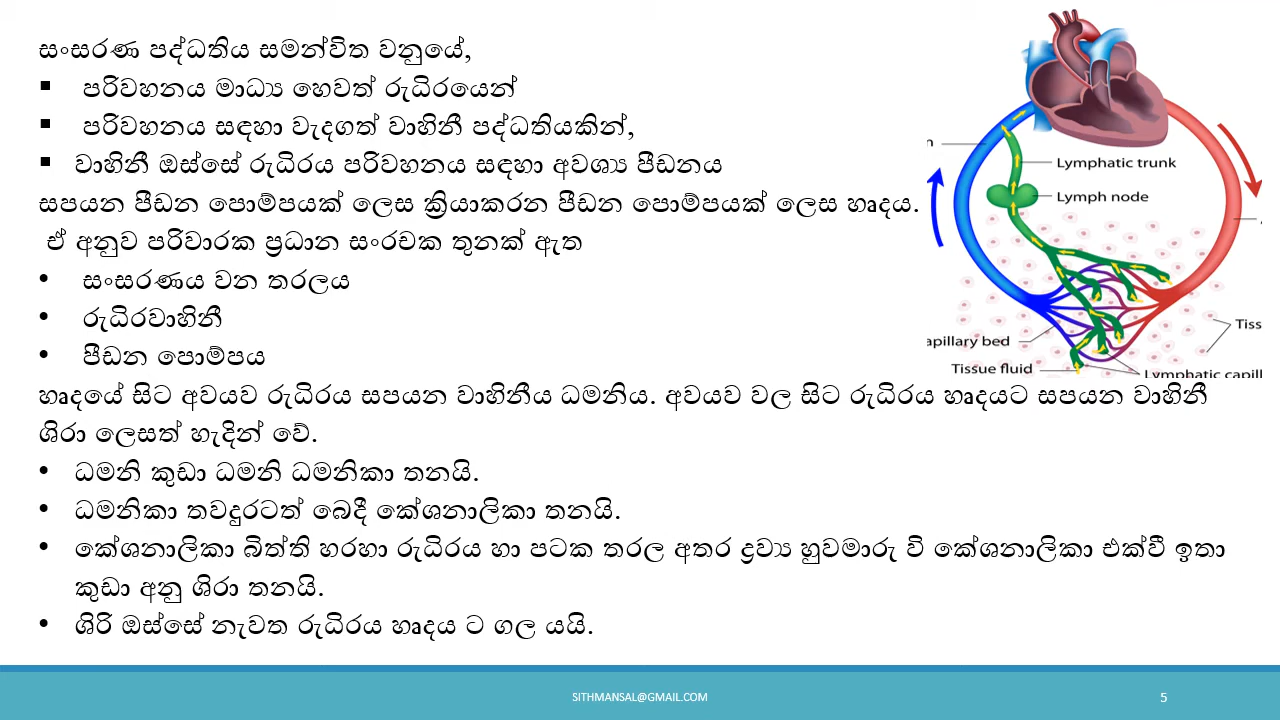 සංසරණ පද්ධතිය සමන්විත වනුයේ,
▪ පරිවහනය මාධ්‍ය හෙවත් රුධිරයෙන්
▪ පරිවහනය සඳහා වැදගත් වාහිනී පද්ධතියකින්,
▪ වාහිනී ඔස්සේ රුධිරය පරිවහනය සඳහා අවශ්‍ය පීඩනය
සපයන පීඩන පොම්පයක් ලෙස ක්‍රියාකරන පීඩන පොම්පයක් ලෙස හෘදය.
ඒ අනුව පරිවාරක ප්‍රධාන සංරචක තුනක් ඇත
• සංසරණය වන තරලය
• රුධිරවාහිනී
• පීඩන පොම්පය
හෘදයේ සිට අවයව රුධිරය සපයන වාහිනීය ධමනිය. අවයව වල සිට රුධිරය හෘදයට සපයන වාහිනී
ශිරා ලෙසත් හැදින් වේ.
• ධමනි කුඩා ධමනි ධමනිකා තනයි.
• ධමනිකා තවදුරටත් බෙදී කේශනාලිකා තනයි.
• කේශනාලිකා බිත්ති හරහා රුධිරය හා පටක තරල අතර ද්‍රව්‍ය හුවමාරු වි කේශනාලිකා එක්වී ඉතා
කුඩා අනු ශිරා තනයි.
• ශිරි ඔස්සේ නැවත රුධිරය හෘදය ට ගල යයි.
n
Lymphatic trunk
Lymph node
Tiss
apillary bed
Tissue fluid
Lymphatic capill
SITHMANSAL@GMAIL.COM
5